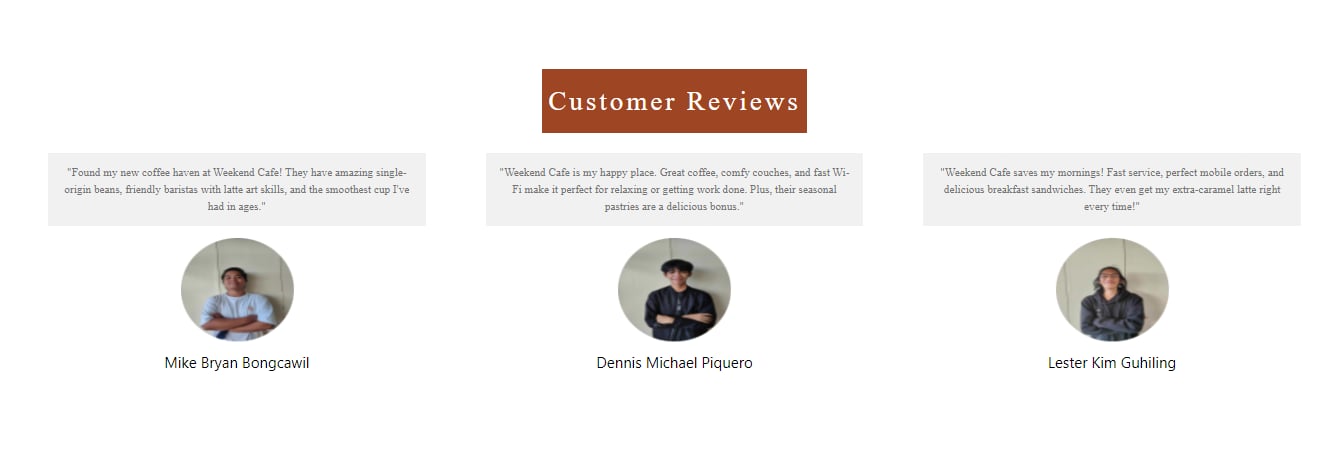 Customer Reviews
"Found my new coffee haven at Weekend Cafe! They have amazing single-
origin beans, friendly baristas with latte art skills, and the smoothest cup I've
had in ages."
Mike Bryan Bongcawil
"Weekend Cafe is my happy place. Great coffee, comfy couches, and fast Wi-
Fi make it perfect for relaxing or getting work done. Plus, their seasonal
pastries are a delicious bonus."
Dennis Michael Piquero
"Weekend Cafe saves my mornings! Fast service, perfect mobile orders, and
delicious breakfast sandwiches. They even get my extra-caramel latte right
every time!"
Lester Kim Guhiling